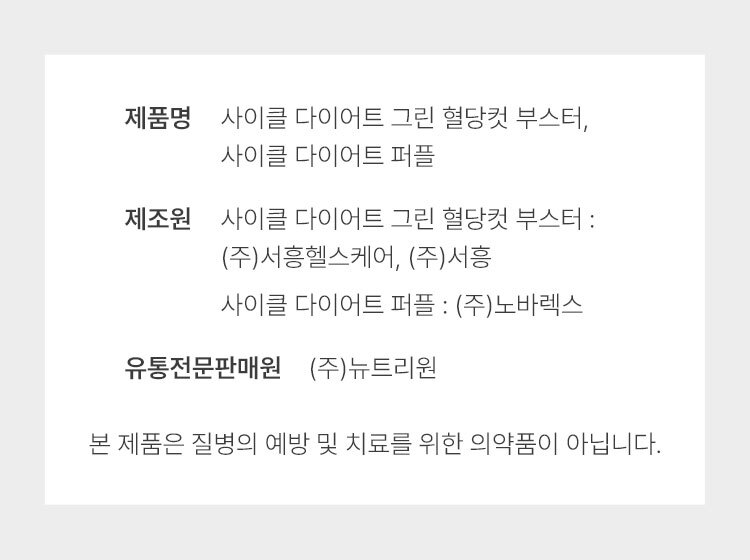 제품명 사이클 다이어트 그린 혈당컷 부스터,
사이클 다이어트 퍼플
제조원 사이클 다이어트 그린 혈당컷 부스터 :
(주)서흥헬스케어, (주)서흥
사이클 다이어트 퍼플 : (주)노바렉스
유통전문판매원 (주)뉴트리원
본 제품은 질병의 예방 및 치료를 위한 의약품이 아닙니다.